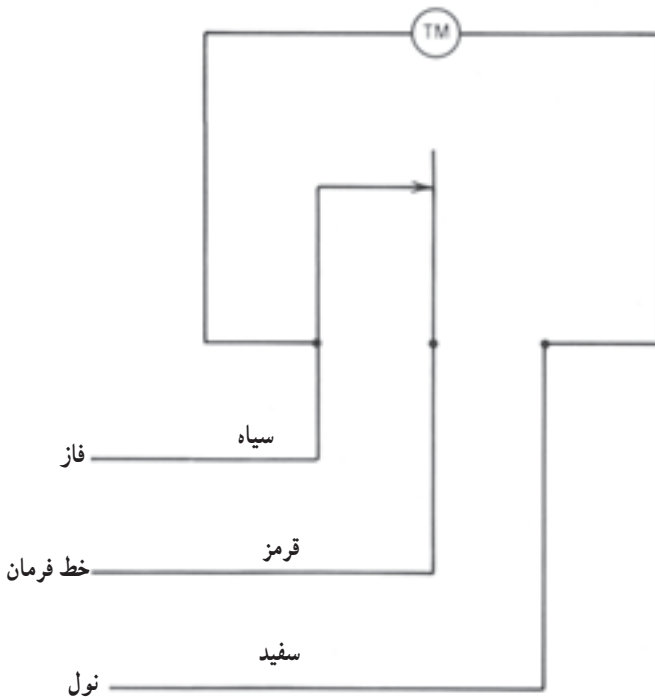 TM
سیاه
فاز
قرمز
خط فرمان
سفید
نول